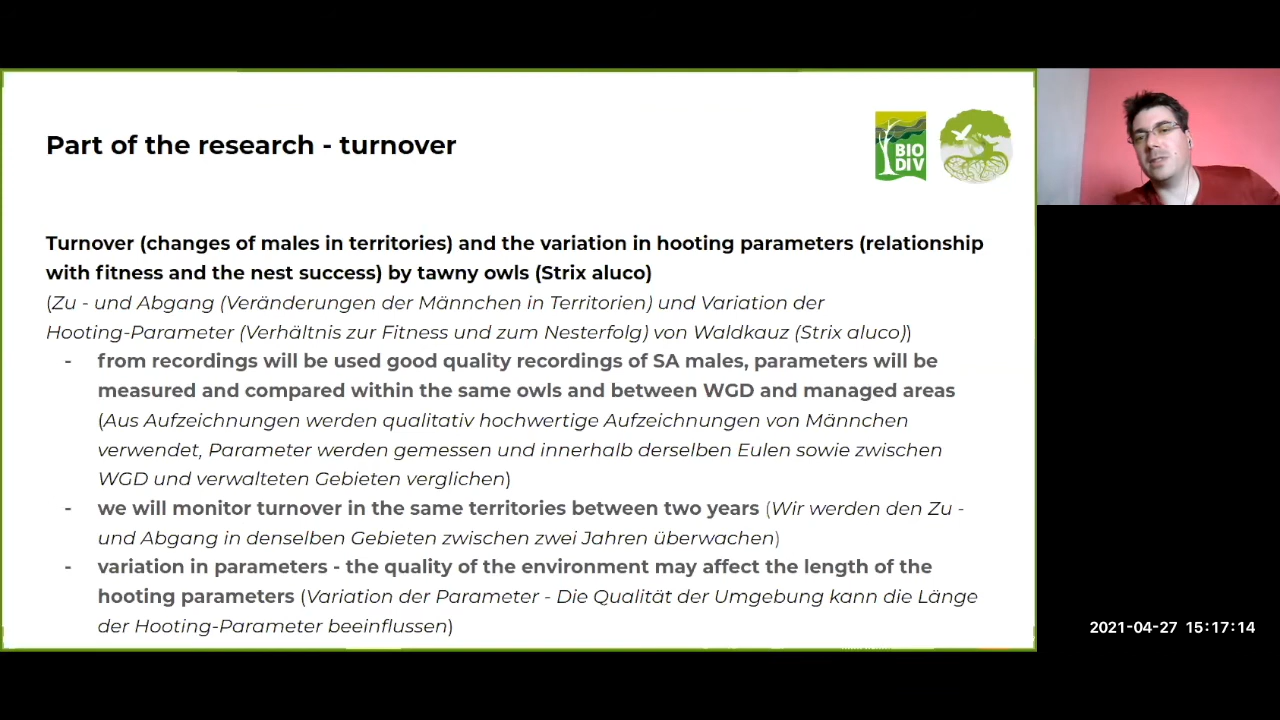 Part of the research - turnover
BIO
DIV
Turnover (changes of males in territories) and the variation in hooting parameters (relationship
with fitness and the nest success) by tawny owls (Strix aluco)
(Zu - und Abgang (Veränderungen der Männchen in Territorien) und Variation der
Hooting-Parameter (Verhältnis zur Fitness und zum Nesterfolg) von Waldkauz (Strix aluco))
- from recordings will be used good quality recordings of SA males, parameters will be
measured and compared within the same owls and between WGD and managed areas
(Aus Aufzeichnungen werden qualitativ hochwertige Aufzeichnungen von Männchen
verwendet, Parameter werden gemessen und innerhalb derselben Eulen sowie zwischen
WGD und verwalteten Gebieten verglichen)
- we will monitor turnover in the same territories between two years (Wir werden den Zu -
und Abgang in denselben Gebieten zwischen zwei Jahren überwachen)
- variation in parameters - the quality of the environment may affect the length of the
hooting parameters (Variation der Parameter - Die Qualität der Umgebung kann die Länge
der Hooting-Parameter beeinflussen)
2021-04-27 15:17:14